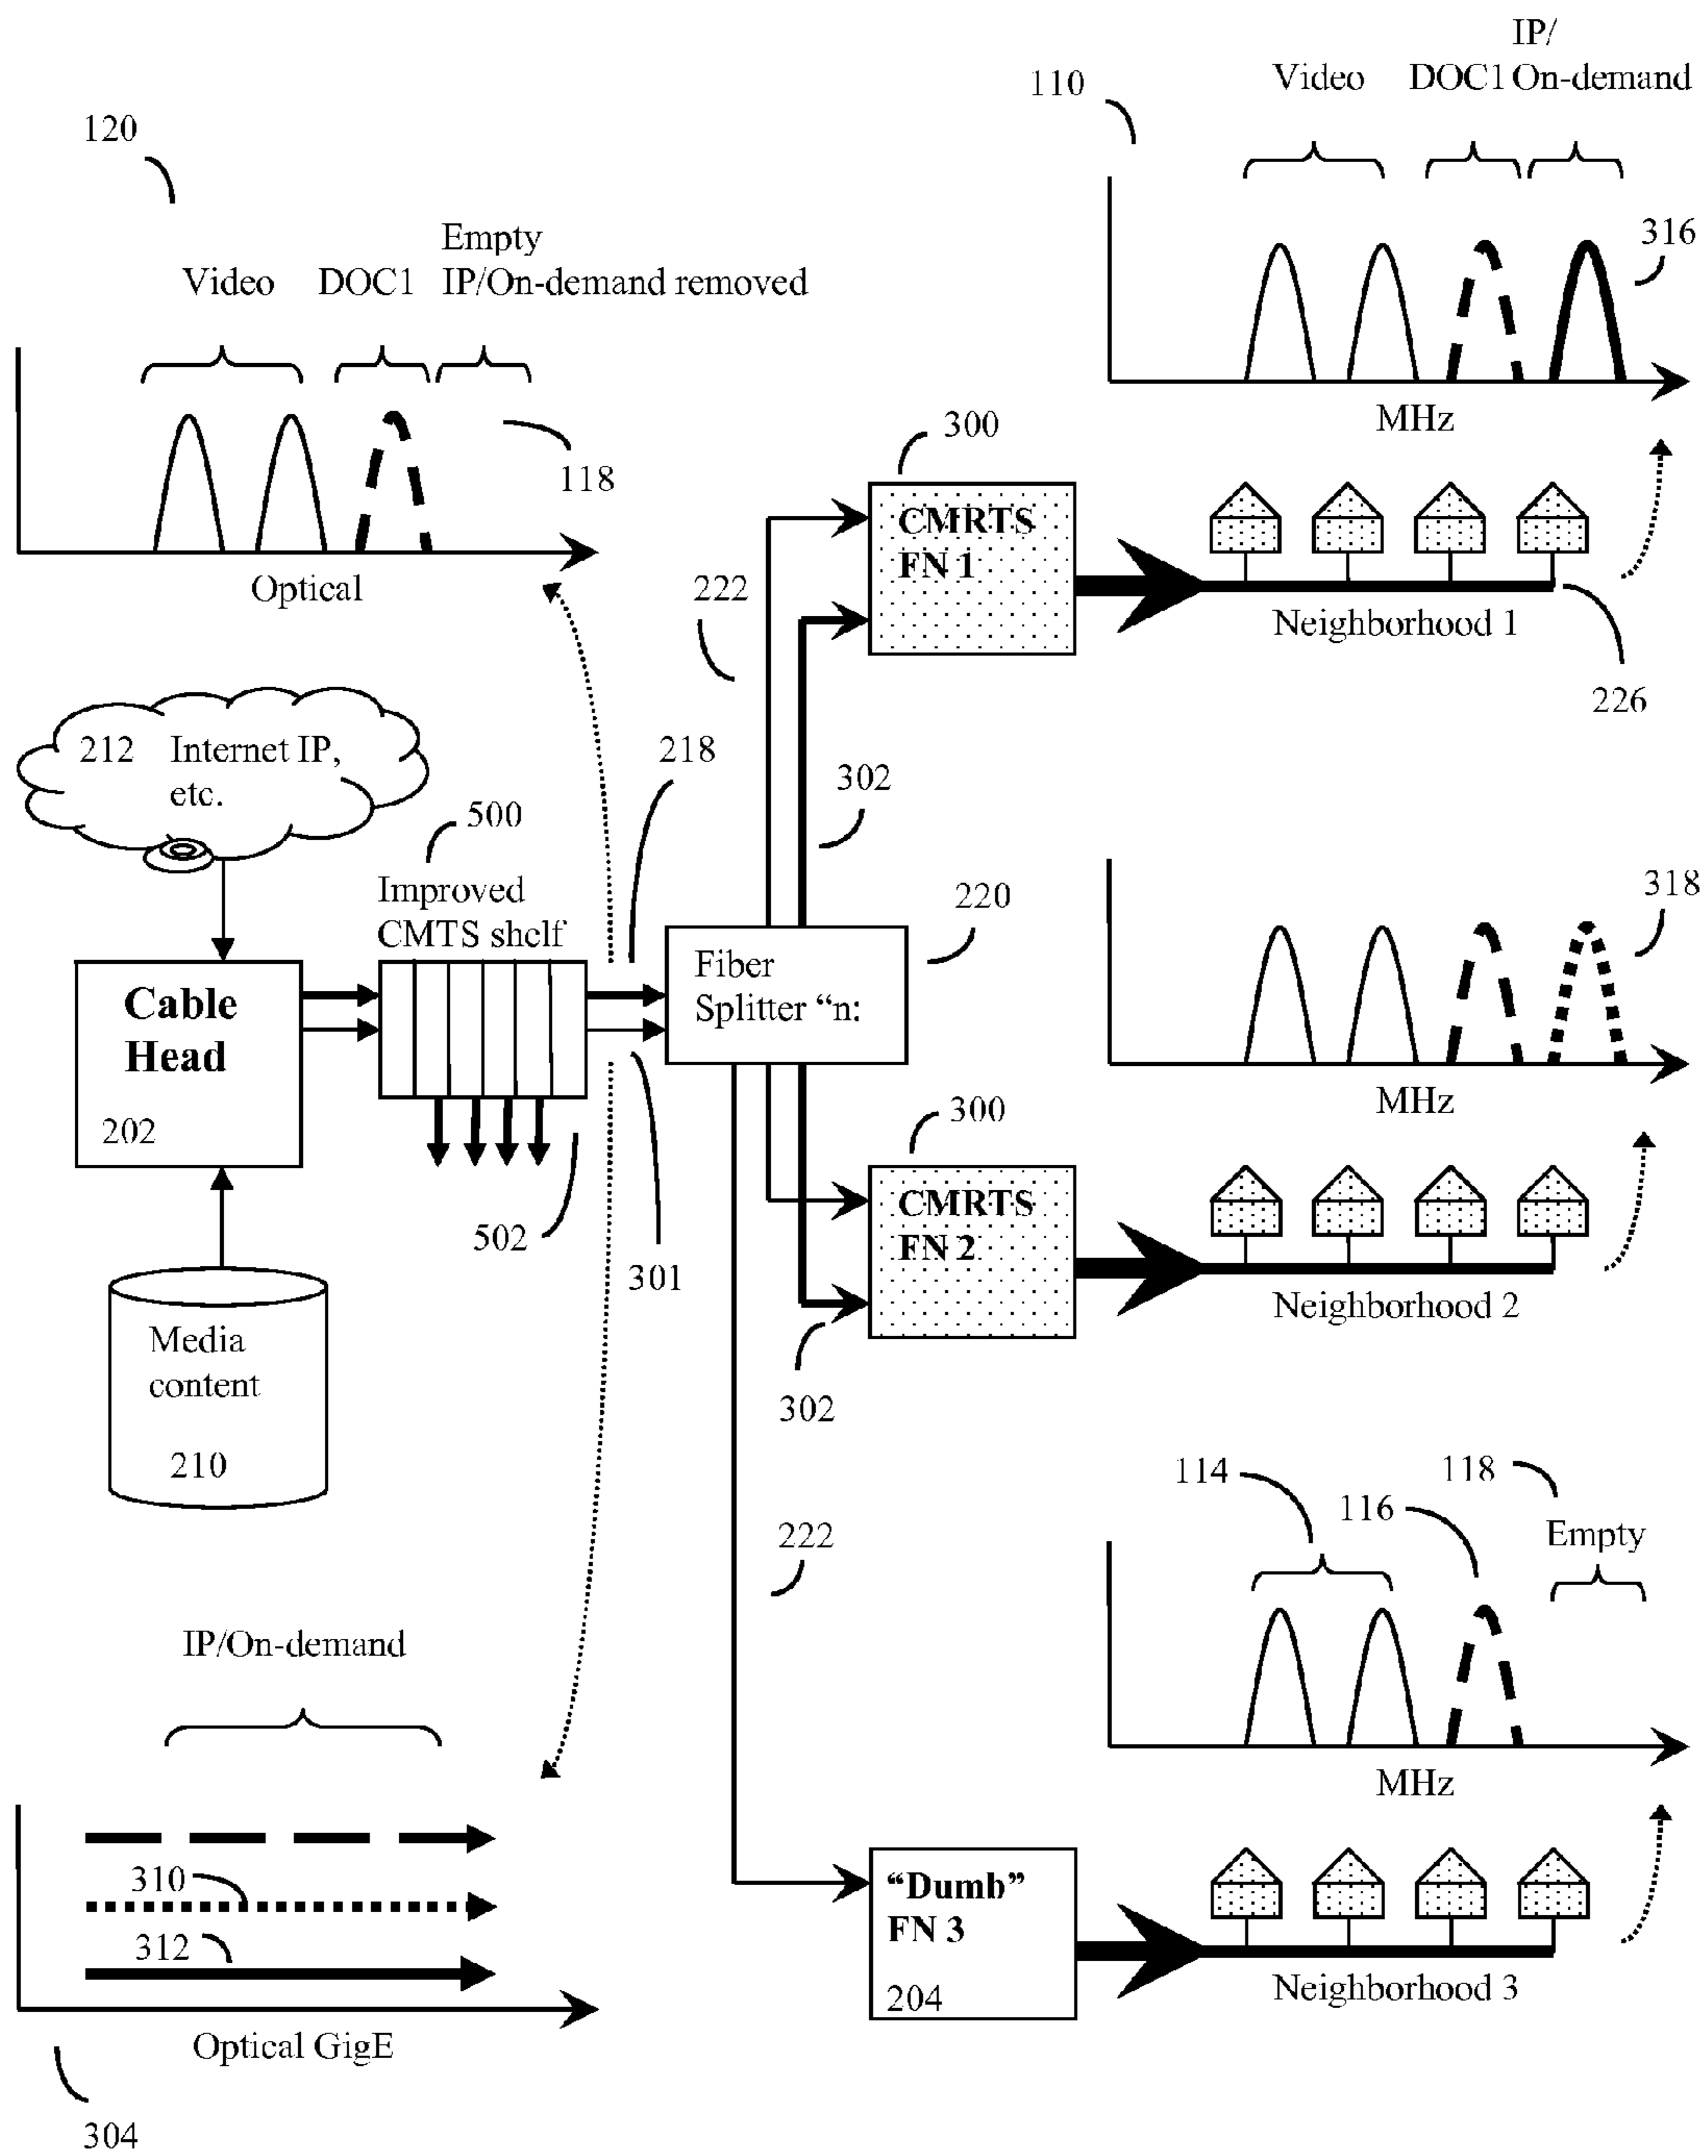 IP/
110
Video
DOC1 On-demand
120
316
Empty
Video
DOC1
IP/On-demand removed
MHz
300
118
CMRTS
FN 1
Optical
222
Neighborhood 1
226
212
Internet IP,
etc.
218
302
500
318
Improved
CMTS shelf
220
Fiber
Splitter “n:
Cable
Head
202
MHz
300
502
CMRTS
FN 2
301
Neighborhood 2
Media
content
302
210
114
118
116
222
Empty
IP/On-demand
MHz
310
“Dumb”
FN 3
312
204
Neighborhood 3
Optical GigE
304